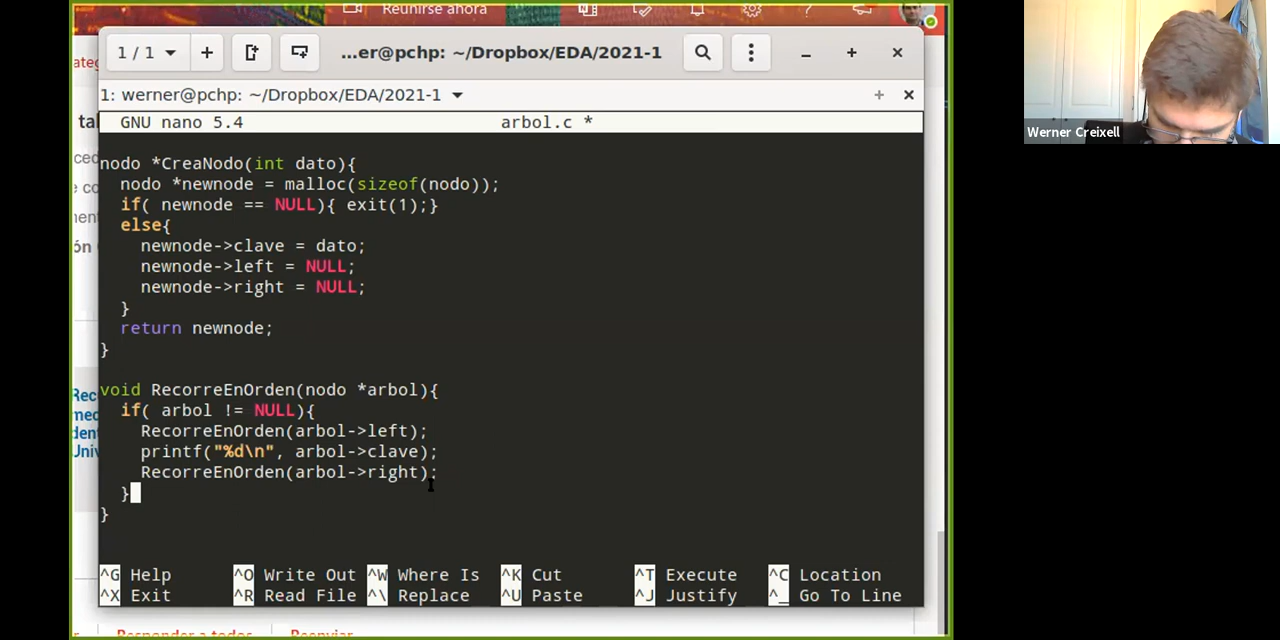 Reunirse ahora
1 / 1
...er@pchp: ~/Dropbox/EDA/2021-1
1: werner@pchp: ~/Dropbox/EDA/2021-1
GNU nano 5.4 arbol.c *
nodo *CreaNodo(int dato){
nodo *newnode = malloc(sizeof(nodo));
if( newnode == NULL){ exit(1);}
else{
newnode->clave = dato;
newnode->left = NULL;
newnode->right = NULL;
}
return newnode;
}
void RecorreEnOrden(nodo *arbol){
if( arbol != NULL){
RecorreEnOrden(arbol->left);
printf("%d\n", arbol->clave);
RecorreEnOrden(arbol->right);
}
}
^G Help ^O Write Out ^W Where Is ^K Cut ^T Execute ^C Location
^X Exit ^R Read File ^\ Replace ^U Paste ^J Justify ^_ Go To Line
Responder a todos Reenviar
Werner Creixell